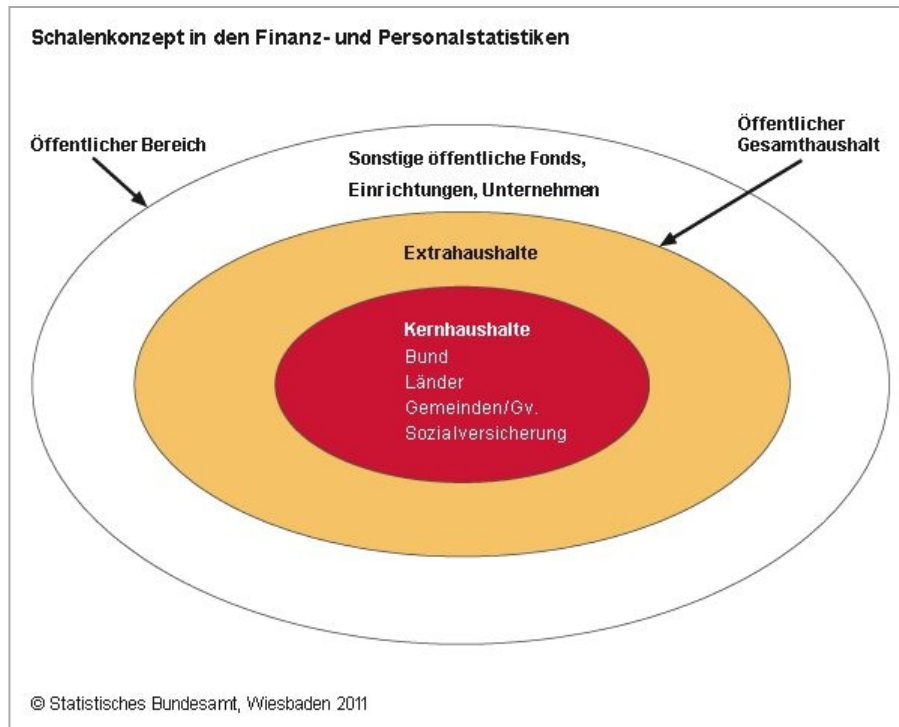 Schalenkonzept in den Finanz- und Personalstatistiken
Öffentlicher Bereich
Öffentlicher
Gesamthaushalt
Sonstige öffentliche Fonds,
Einrichtungen, Unternehmen
Extrahaushalte
Kernhaushalte
Bund
Länder
Gemeinden/Gv.
Sozialversicherung
© Statistisches Bundesamt, Wiesbaden 2011